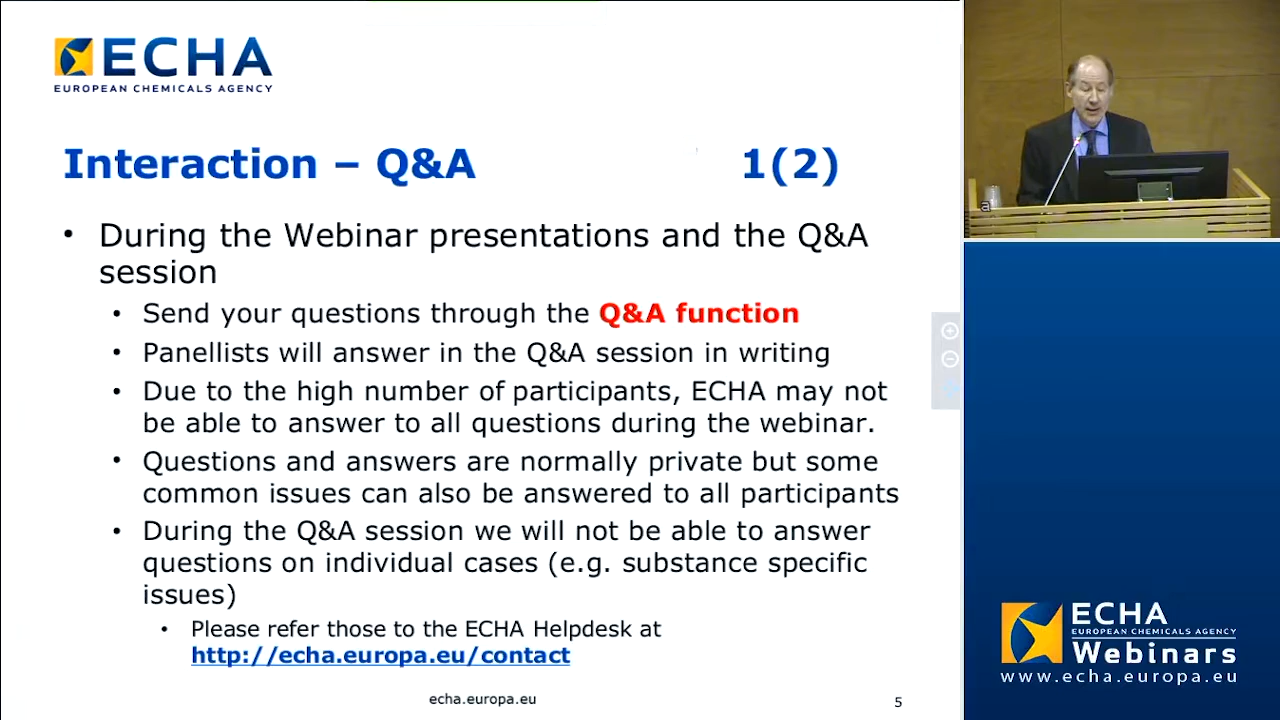 ECHA
EUROPEAN CHEMICALS AGENCY
Interaction – Q&A 1(2)
• During the Webinar presentations and the Q&A
session
• Send your questions through the Q&A function
• Panellists will answer in the Q&A session in writing
• Due to the high number of participants, ECHA may not
be able to answer to all questions during the webinar.
• Questions and answers are normally private but some
common issues can also be answered to all participants
• During the Q&A session we will not be able to answer
questions on individual cases (e.g. substance specific
issues)
• Please refer those to the ECHA Helpdesk at
http://echa.europa.eu/contact
echa.europa.eu
5
a
ECHA
EUROPEAN CHEMICALS AGENCY
Webinars
www.echa.europa.eu